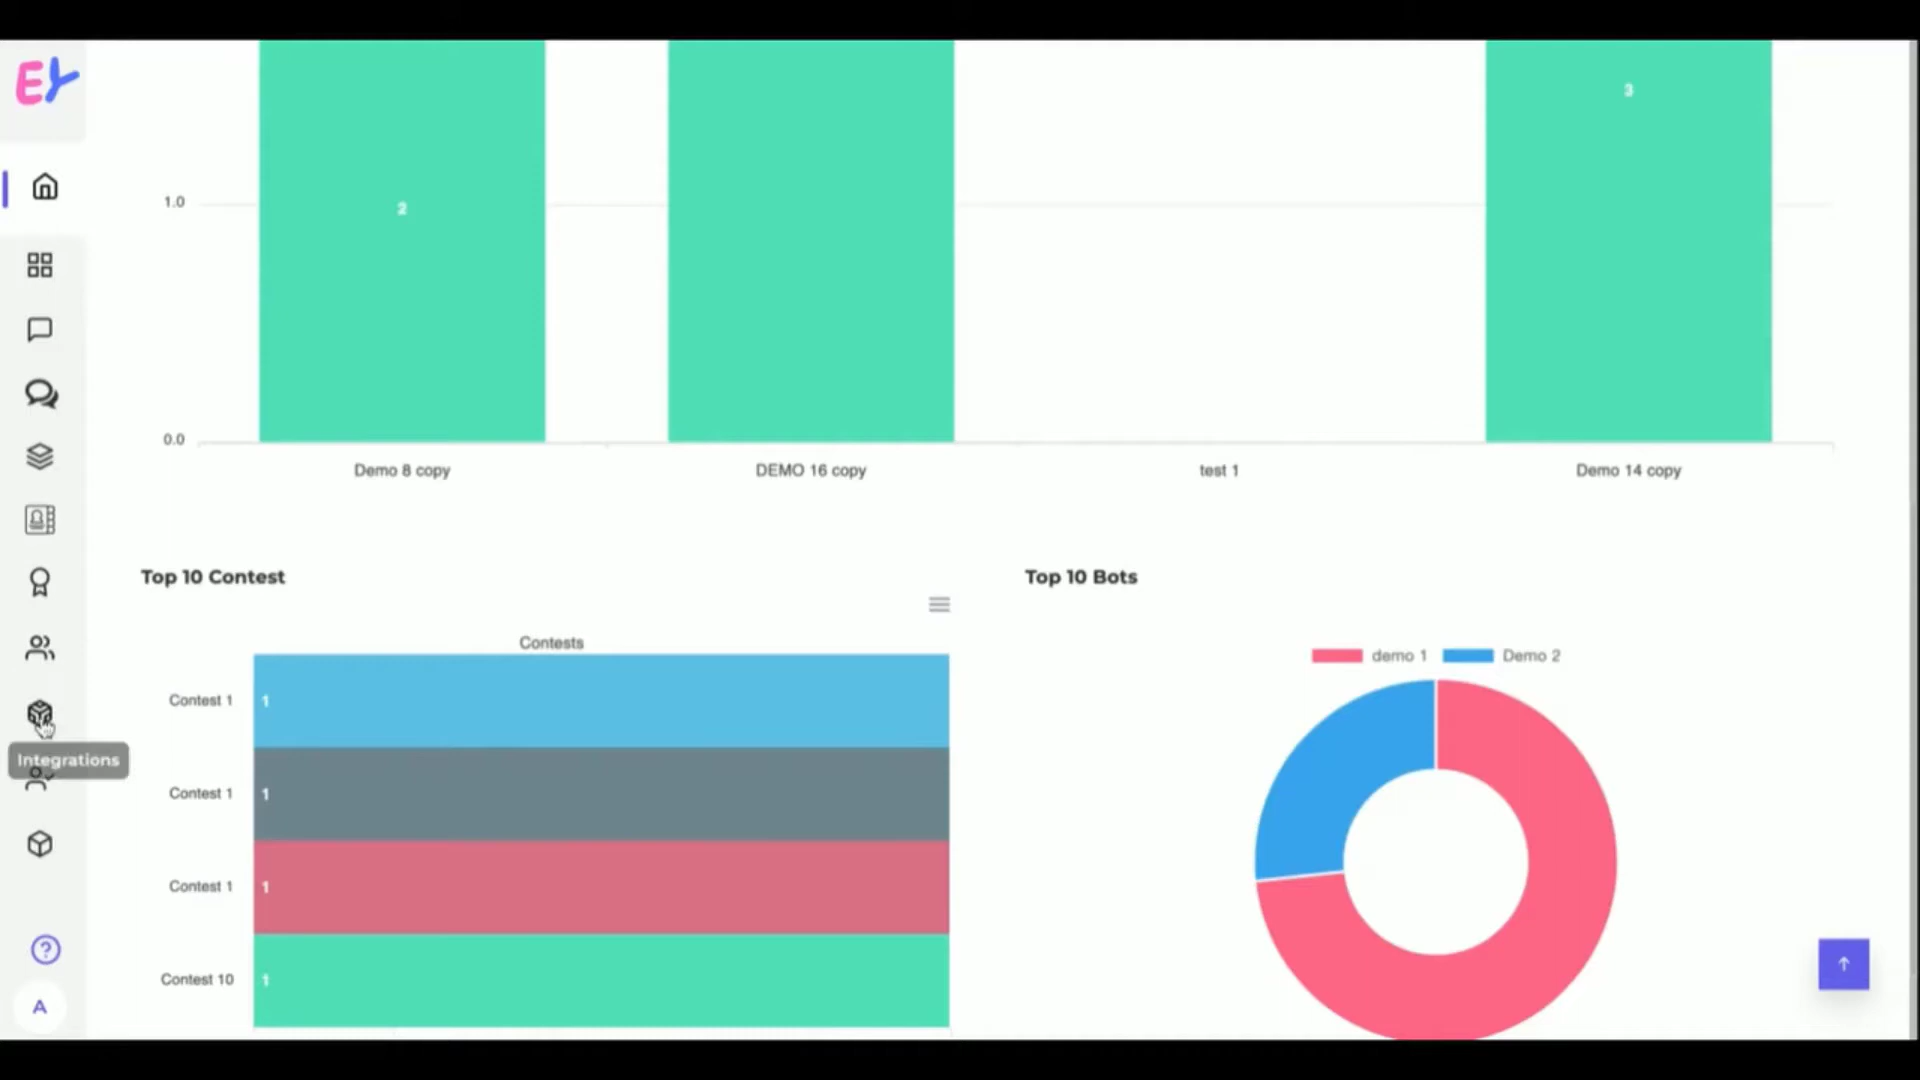 EY
3
1.0
2
0.0
Demo 8 copy
DEMO 16 copy
test 1
Demo 14 copy
Top 10 Contest
Top 10 Bots
Contests
demo 1
Demo 2
Contest 1
1
Integrations
Contest 1
1
Contest 1
1
Contest 10
1
?
A